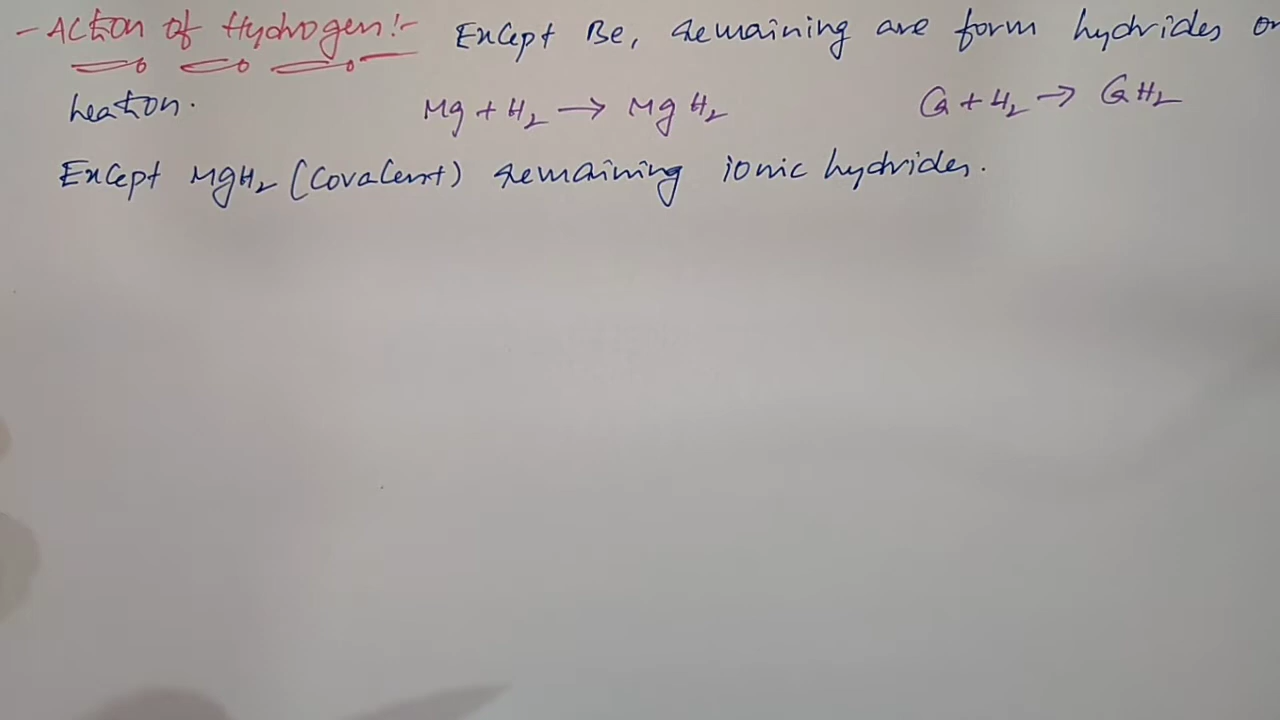 - Action of Hydrogen:- Except Be, remaining are form hydrides on
heation. Mg + H₂ → MgH₂ Ca + H₂ → CaH₂
Except MgH₂ (covalent) remaining ionic hydrides.